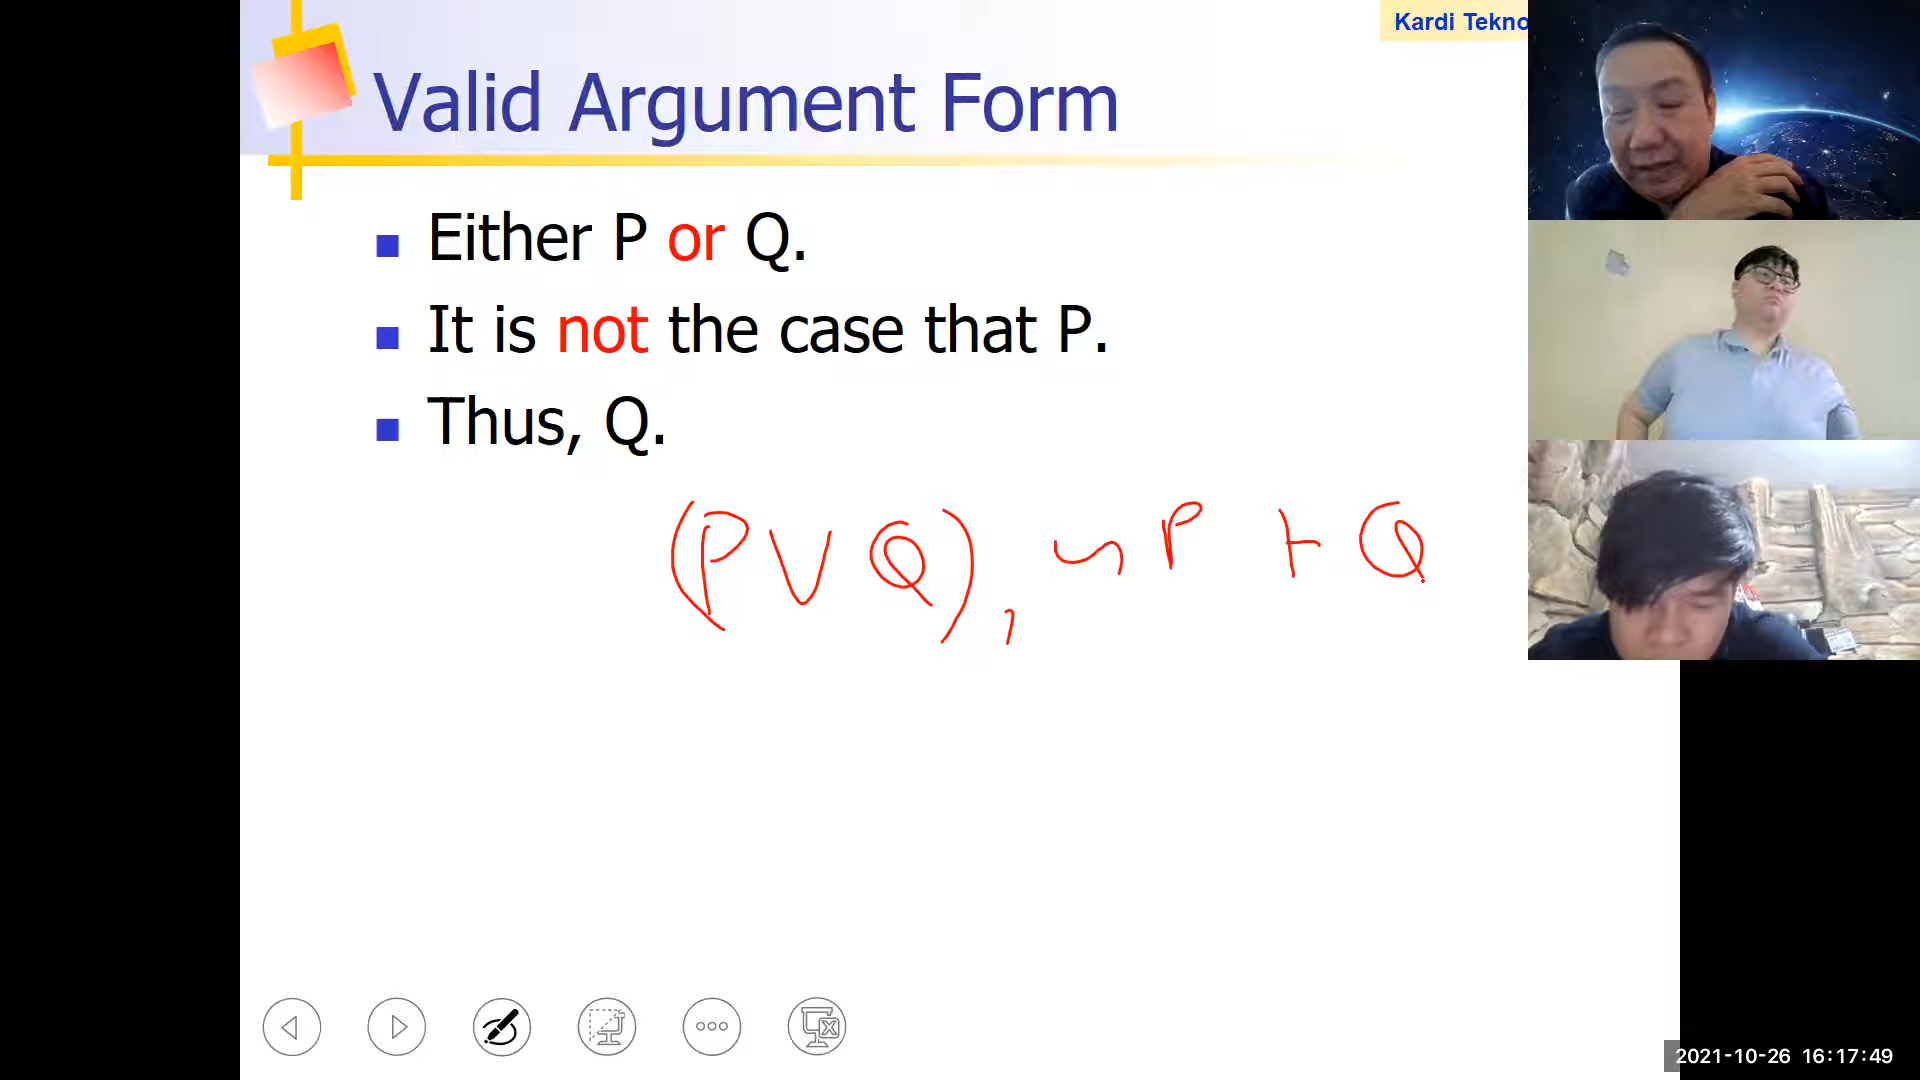 Kardi Tekno
Valid Argument Form
Either P or Q.
It is not the case that P.
Thus, Q.
(P V Q), ~P ⊢ Q
2021-10-26 16:17:49